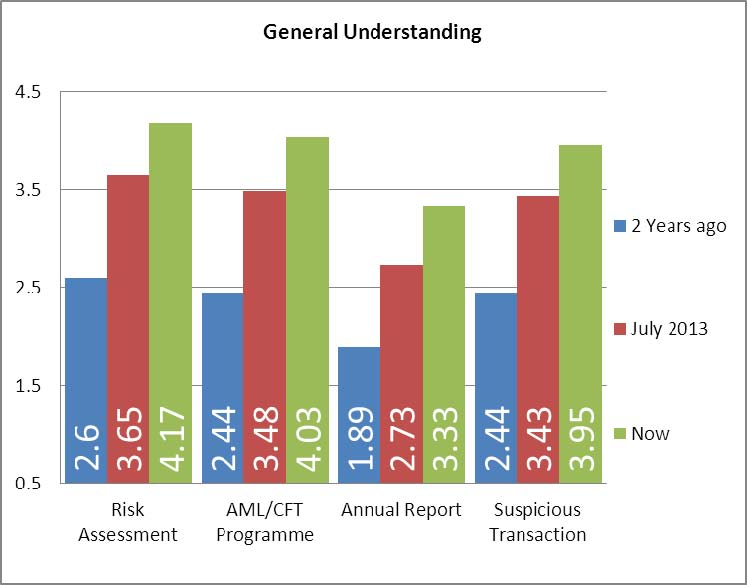 General Understanding
4.5
3.5
2.5
1.5
0.5
2.6
3.65
4.17
2.44
3.48
4.03
1.89
2.73
3.33
2.44
3.43
3.95
Risk
Assessment
AML/CFT
Programme
Annual Report
Suspicious
Transaction
2 Years ago
July 2013
Now